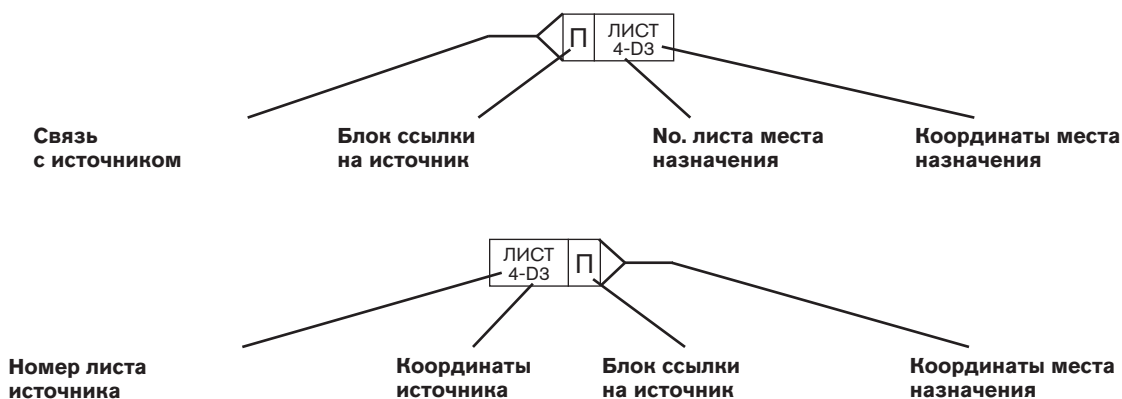 П ЛИСТ
4-D3
Связь
с источником
Блок ссылки
на источник
No. листа места
назначения
Координаты места
назначения
ЛИСТ
4-D3 П
Номер листа
источника
Координаты
источника
Блок ссылки
на источник
Координаты места
назначения